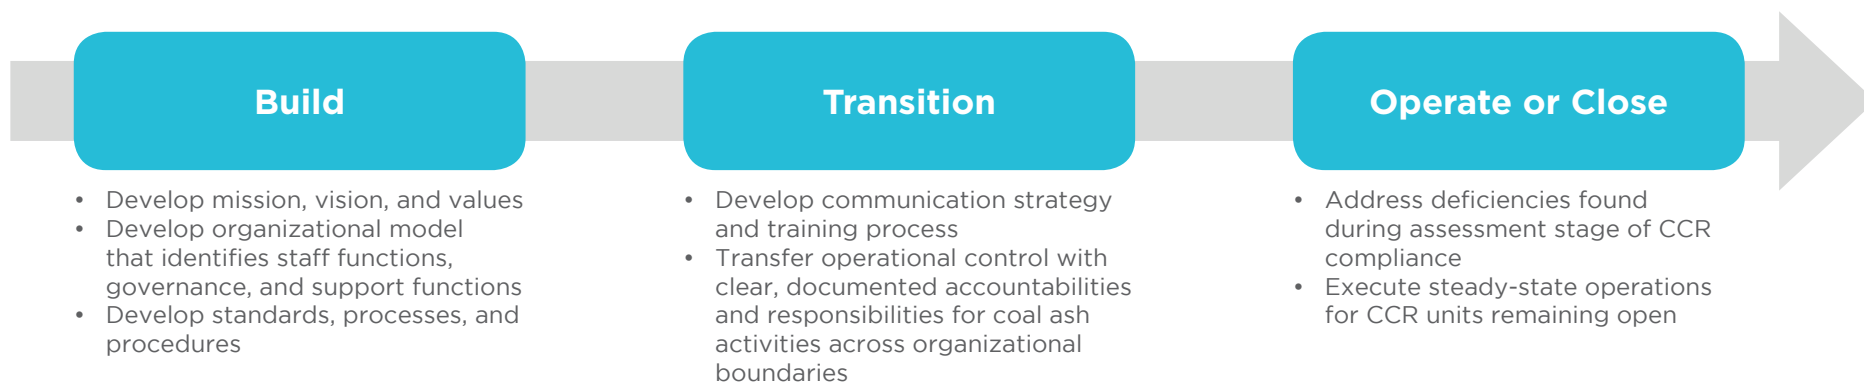 Build
• Develop mission, vision, and values
• Develop organizational model
that identifies staff functions,
governance, and support functions
• Develop standards, processes, and
procedures
Transition
• Develop communication strategy
and training process
• Transfer operational control with
clear, documented accountabilities
and responsibilities for coal ash
activities across organizational
boundaries
Operate or Close
• Address deficiencies found
during assessment stage of CCR
compliance
• Execute steady-state operations
for CCR units remaining open